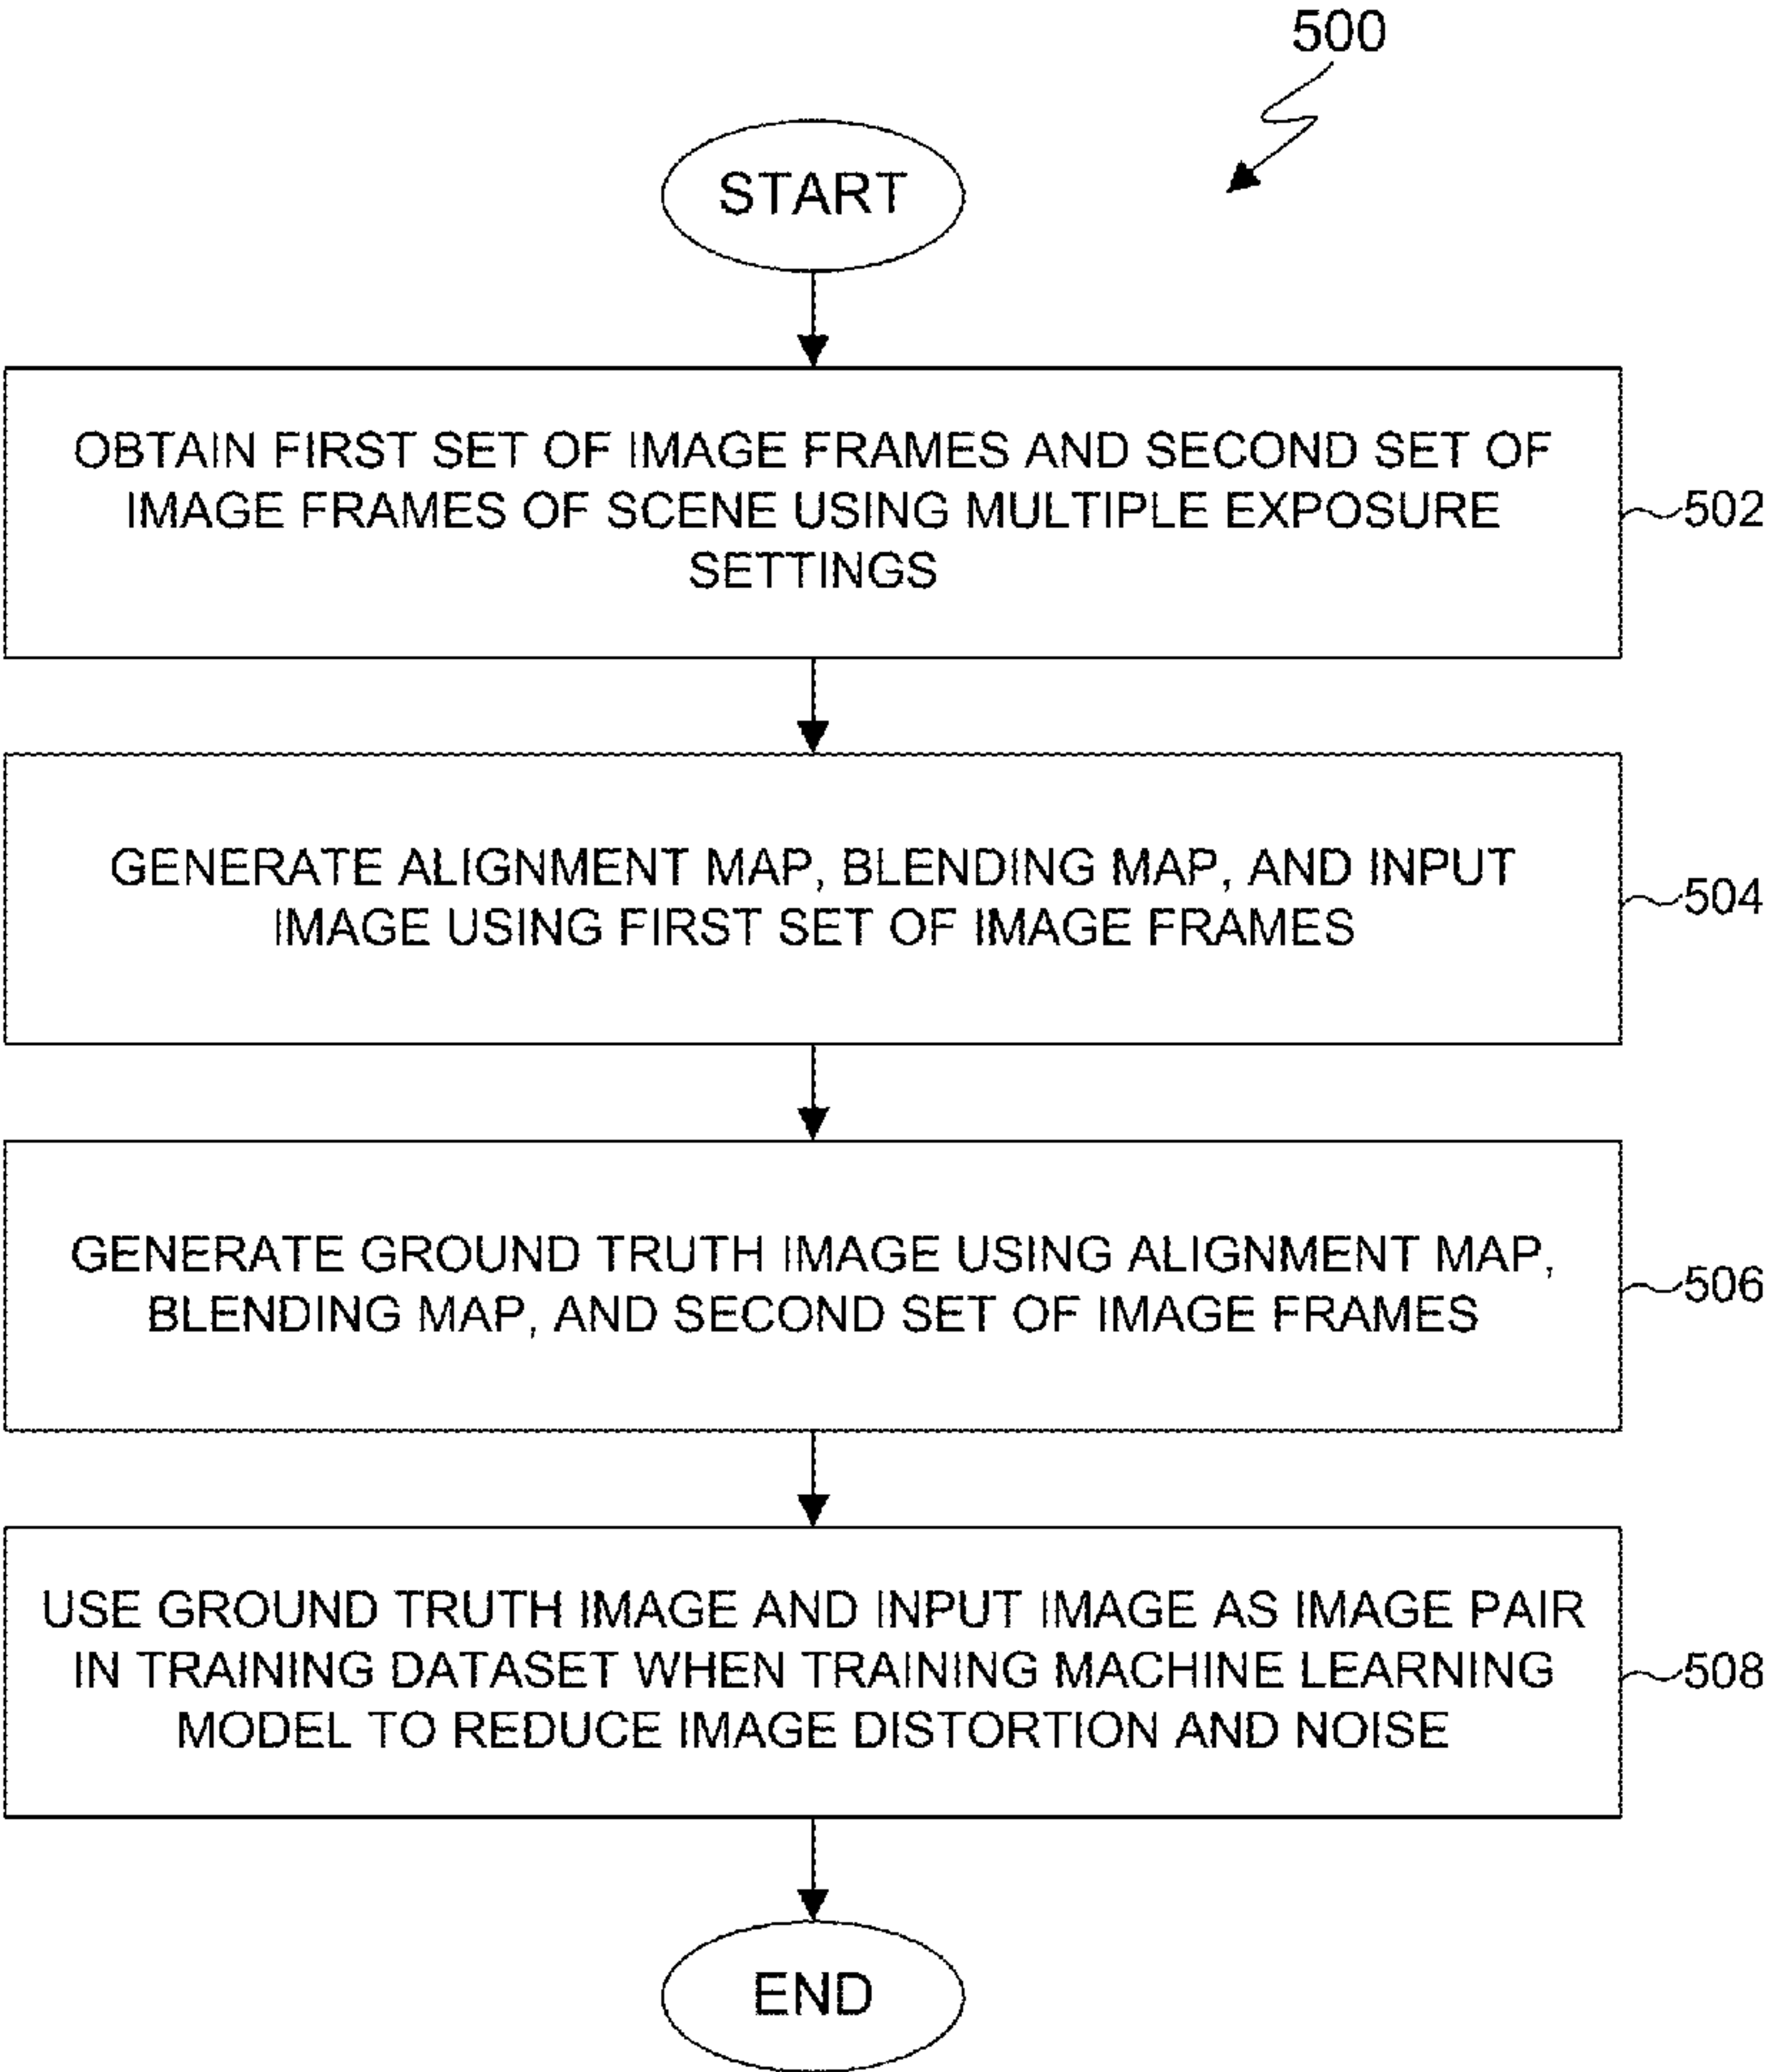 500
START
OBTAIN FIRST SET OF IMAGE FRAMES AND SECOND SET OF
IMAGE FRAMES OF SCENE USING MULTIPLE EXPOSURE
SETTINGS
502
GENERATE ALIGNMENT MAP, BLENDING MAP, AND INPUT
IMAGE USING FIRST SET OF IMAGE FRAMES
504
GENERATE GROUND TRUTH IMAGE USING ALIGNMENT MAP,
BLENDING MAP, AND SECOND SET OF IMAGE FRAMES
506
USE GROUND TRUTH IMAGE AND INPUT IMAGE AS IMAGE PAIR
IN TRAINING DATASET WHEN TRAINING MACHINE LEARNING
MODEL TO REDUCE IMAGE DISTORTION AND NOISE
508
END